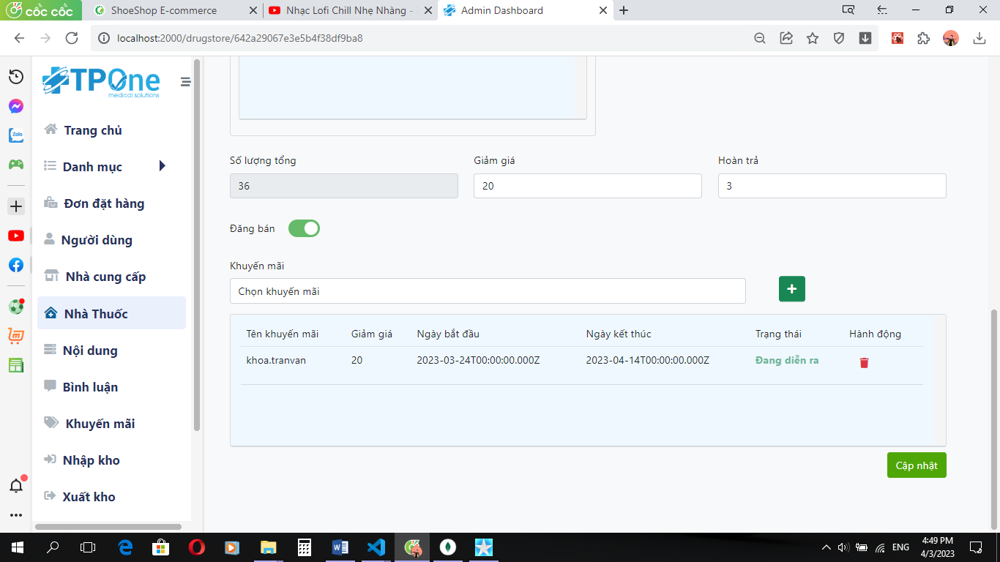 cốc cốc
ShoeShop E-commerce
Nhạc Lofi Chill Nhẹ Nhàng -
Admin Dashboard
localhost:2000/drugstore/642a29067e3e5b4f38df9ba8
TPOne
medical solutions
Zalo
Trang chủ
Danh mục
Đơn đặt hàng
Người dùng
Nhà cung cấp
Nhà Thuốc
Nội dung
Bình luận
Khuyến mãi
Nhập kho
Xuất kho
Số lượng tổng Giảm giá Hoàn trả
36 20 3
Đăng bán
Khuyến mãi
Chọn khuyến mãi
Tên khuyến mãi Giảm giá Ngày bắt đầu Ngày kết thúc Trạng thái Hành động
khoa.tranvan 20 2023-03-24T00:00:00.000Z 2023-04-14T00:00:00.000Z Đang diễn ra
Cập nhật
ENG
4:49 PM
4/3/2023